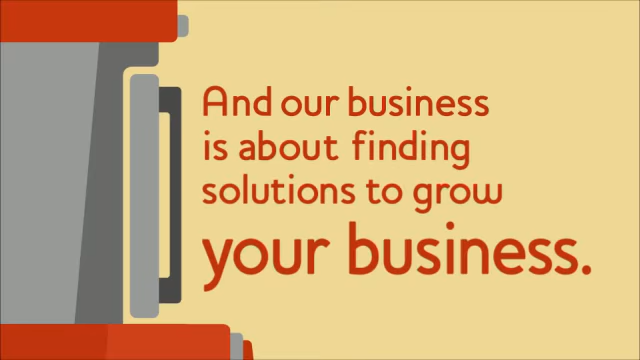 And our business
is about finding
solutions to grow
your business.